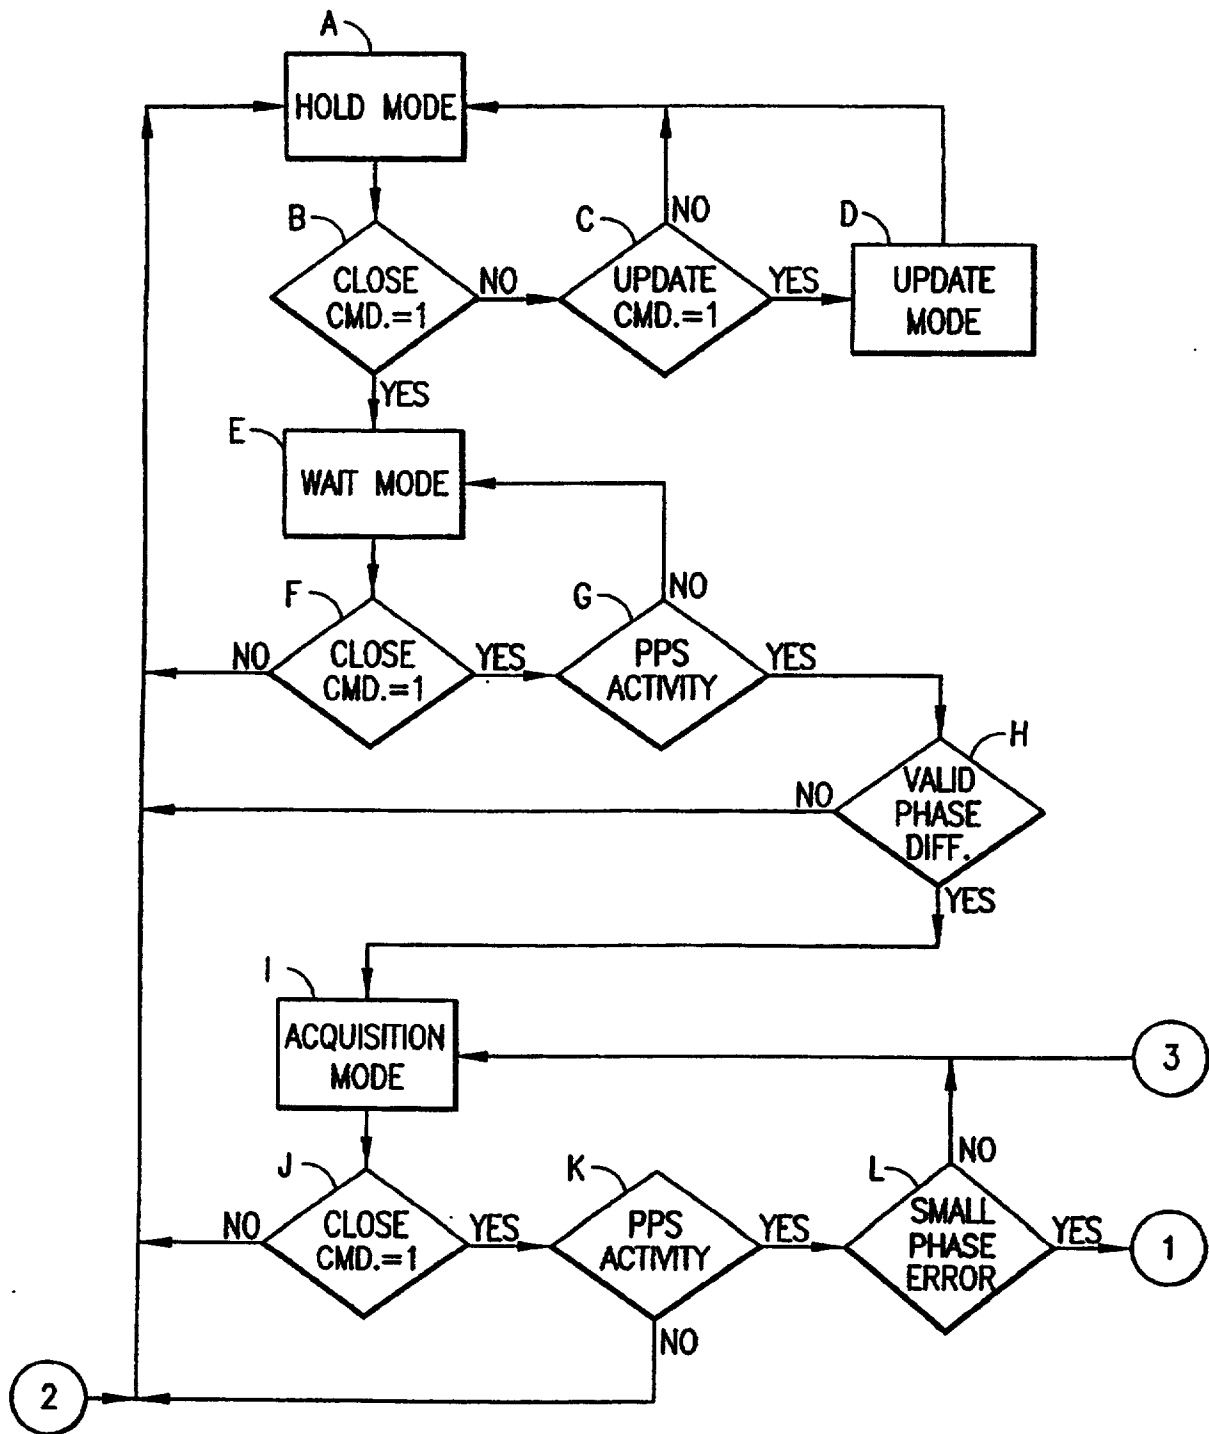 A
HOLD MODE
B
CLOSE
CMD.=1
NO
C
UPDATE
CMD.=1
NO
YES
D
UPDATE
MODE
YES
E
WAIT MODE
F
CLOSE
CMD.=1
NO
YES
G
PPS
ACTIVITY
NO
YES
H
VALID
PHASE
DIFF.
NO
YES
I
ACQUISITION
MODE
3
J
CLOSE
CMD.=1
NO
YES
K
PPS
ACTIVITY
YES
NO
L
SMALL
PHASE
ERROR
NO
YES
1
2